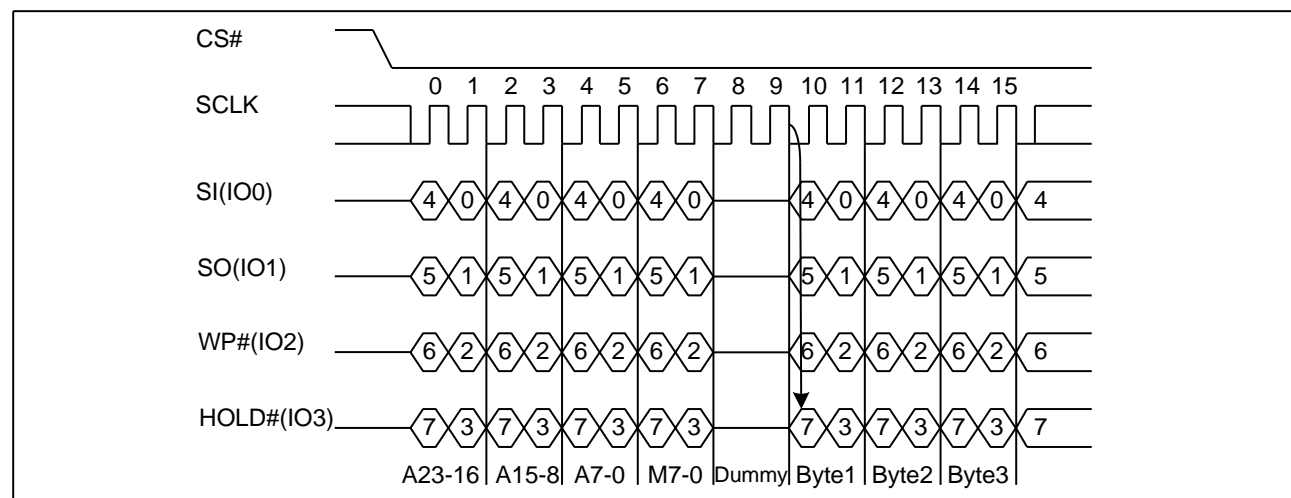 CS#
0 1 2 3 4 5 6 7 8 9 10 11 12 13 14 15
SCLK
SI(IO0) 4 0 4 0 4 0 4 0 4 0 4 0 4 0 4
SO(IO1) 5 1 5 1 5 1 5 1 5 1 5 1 5 1 5
WP#(IO2) 6 2 6 2 6 2 6 2 6 2 6 2 6 2 6
HOLD#(IO3) 7 3 7 3 7 3 7 3 7 3 7 3 7 3 7
A23-16 A15-8 A7-0 M7-0 Dummy Byte1 Byte2 Byte3